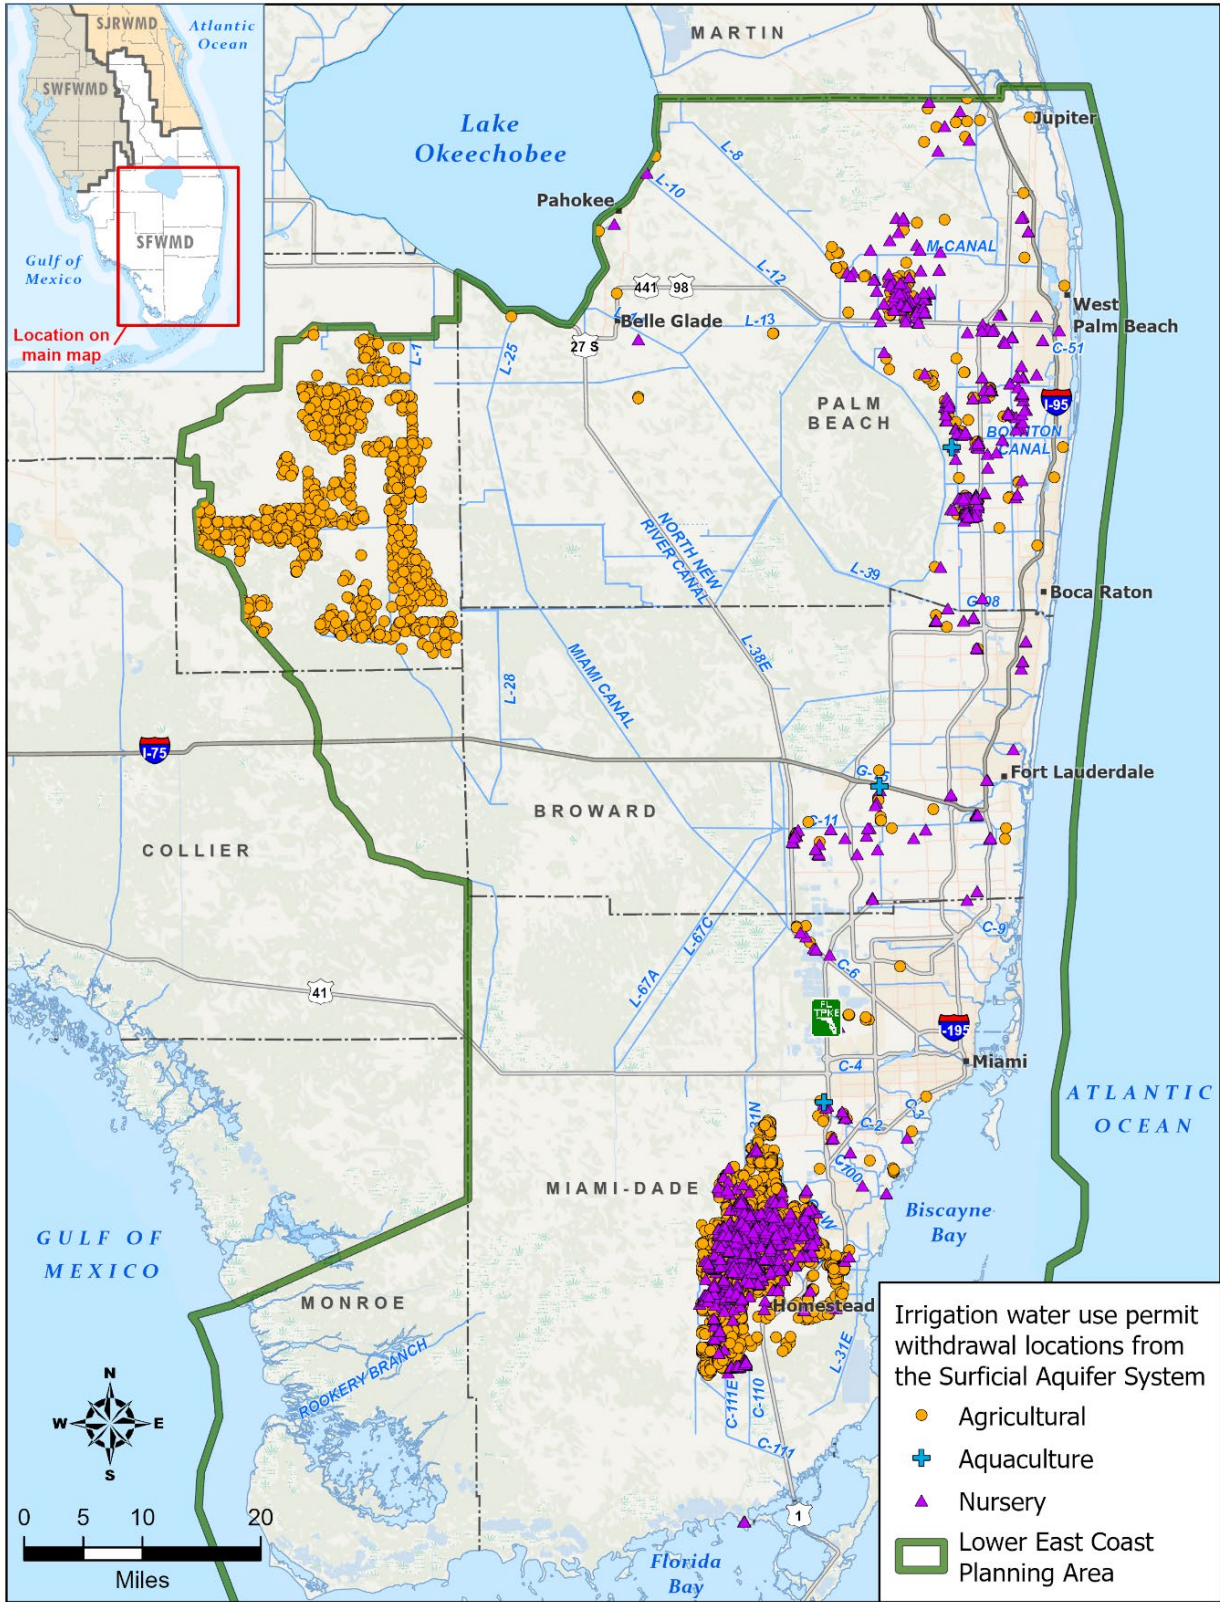 SJRWMD
Atlantic
Ocean
SWFWMD
SFWMD
Gulf of
Mexico
Location on
main map
MARTIN
Lake
Okeechobee
Jupiter
L-8
L-10
Pahokee
M CANAL
L-12
441
98
West
Palm Beach
Belle Glade
L-13
27 S
C-51
L-1
L-25
PALM
BEACH
I-95
BOYNTON
CANAL
NORTH NEW
RIVER CANAL
L-39
Boca Raton
L-38E
MIAMI CANAL
L-28
I-75
Fort Lauderdale
BROWARD
C-11
COLLIER
C-9
L-67C
L-67A
C-6
41
FL
TPKE
I-195
Miami
C-4
ATLANTIC
OCEAN
C-3
C-2
C-100
MIAMI-DADE
Biscayne
Bay
GULF OF
MEXICO
MONROE
Homestead
L-31E
ROOKERY BRANCH
C-111E
C-110
C-111
1
Florida
Bay
N
W
E
S
0 5 10 20
Miles
Irrigation water use permit
withdrawal locations from
the Surficial Aquifer System
Agricultural
Aquaculture
Nursery
Lower East Coast
Planning Area